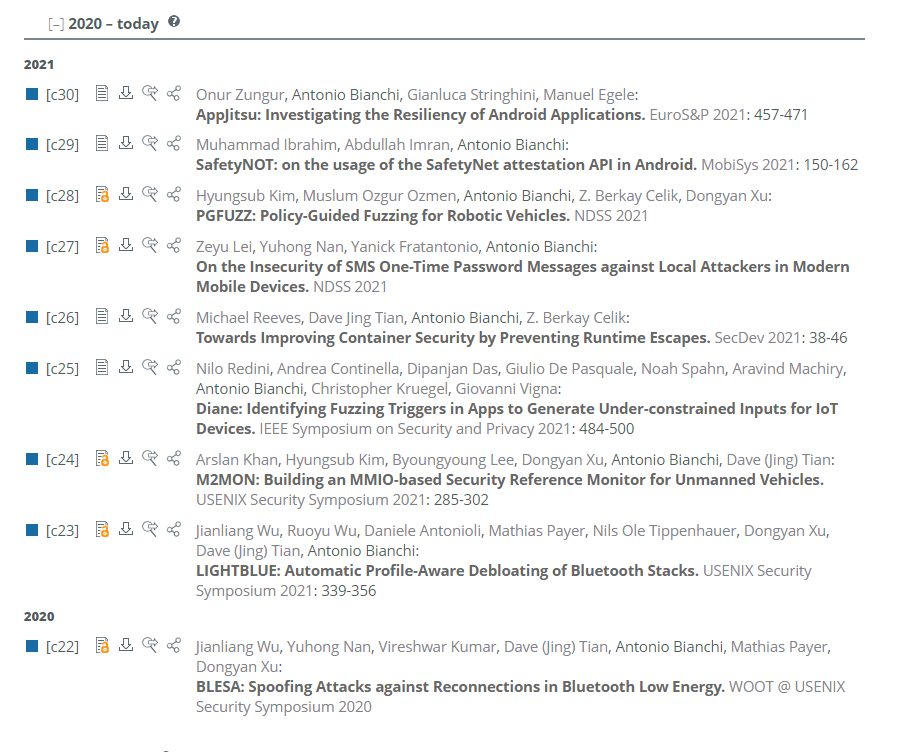 [–] 2020 – today ?
2021
[c30] Onur Zungur, Antonio Bianchi, Gianluca Stringhini, Manuel Egele:
AppJitsu: Investigating the Resiliency of Android Applications. EuroS&P 2021: 457-471
[c29] Muhammad Ibrahim, Abdullah Imran, Antonio Bianchi:
SafetyNOT: on the usage of the SafetyNet attestation API in Android. MobiSys 2021: 150-162
[c28] Hyungsub Kim, Muslum Ozgur Ozmen, Antonio Bianchi, Z. Berkay Celik, Dongyan Xu:
PGFUZZ: Policy-Guided Fuzzing for Robotic Vehicles. NDSS 2021
[c27] Zeyu Lei, Yuhong Nan, Yanick Fratantonio, Antonio Bianchi:
On the Insecurity of SMS One-Time Password Messages against Local Attackers in Modern
Mobile Devices. NDSS 2021
[c26] Michael Reeves, Dave Jing Tian, Antonio Bianchi, Z. Berkay Celik:
Towards Improving Container Security by Preventing Runtime Escapes. SecDev 2021: 38-46
[c25] Nilo Redini, Andrea Continella, Dipanjan Das, Giulio De Pasquale, Noah Spahn, Aravind Machiry,
Antonio Bianchi, Christopher Kruegel, Giovanni Vigna:
Diane: Identifying Fuzzing Triggers in Apps to Generate Under-constrained Inputs for IoT
Devices. IEEE Symposium on Security and Privacy 2021: 484-500
[c24] Arslan Khan, Hyungsub Kim, Byoungyoung Lee, Dongyan Xu, Antonio Bianchi, Dave (Jing) Tian:
M2MON: Building an MMIO-based Security Reference Monitor for Unmanned Vehicles.
USENIX Security Symposium 2021: 285-302
[c23] Jianliang Wu, Ruoyu Wu, Daniele Antonioli, Mathias Payer, Nils Ole Tippenhauer, Dongyan Xu,
Dave (Jing) Tian, Antonio Bianchi:
LIGHTBLUE: Automatic Profile-Aware Debloating of Bluetooth Stacks. USENIX Security
Symposium 2021: 339-356
2020
[c22] Jianliang Wu, Yuhong Nan, Vireshwar Kumar, Dave (Jing) Tian, Antonio Bianchi, Mathias Payer,
Dongyan Xu:
BLESA: Spoofing Attacks against Reconnections in Bluetooth Low Energy. WOOT @ USENIX
Security Symposium 2020